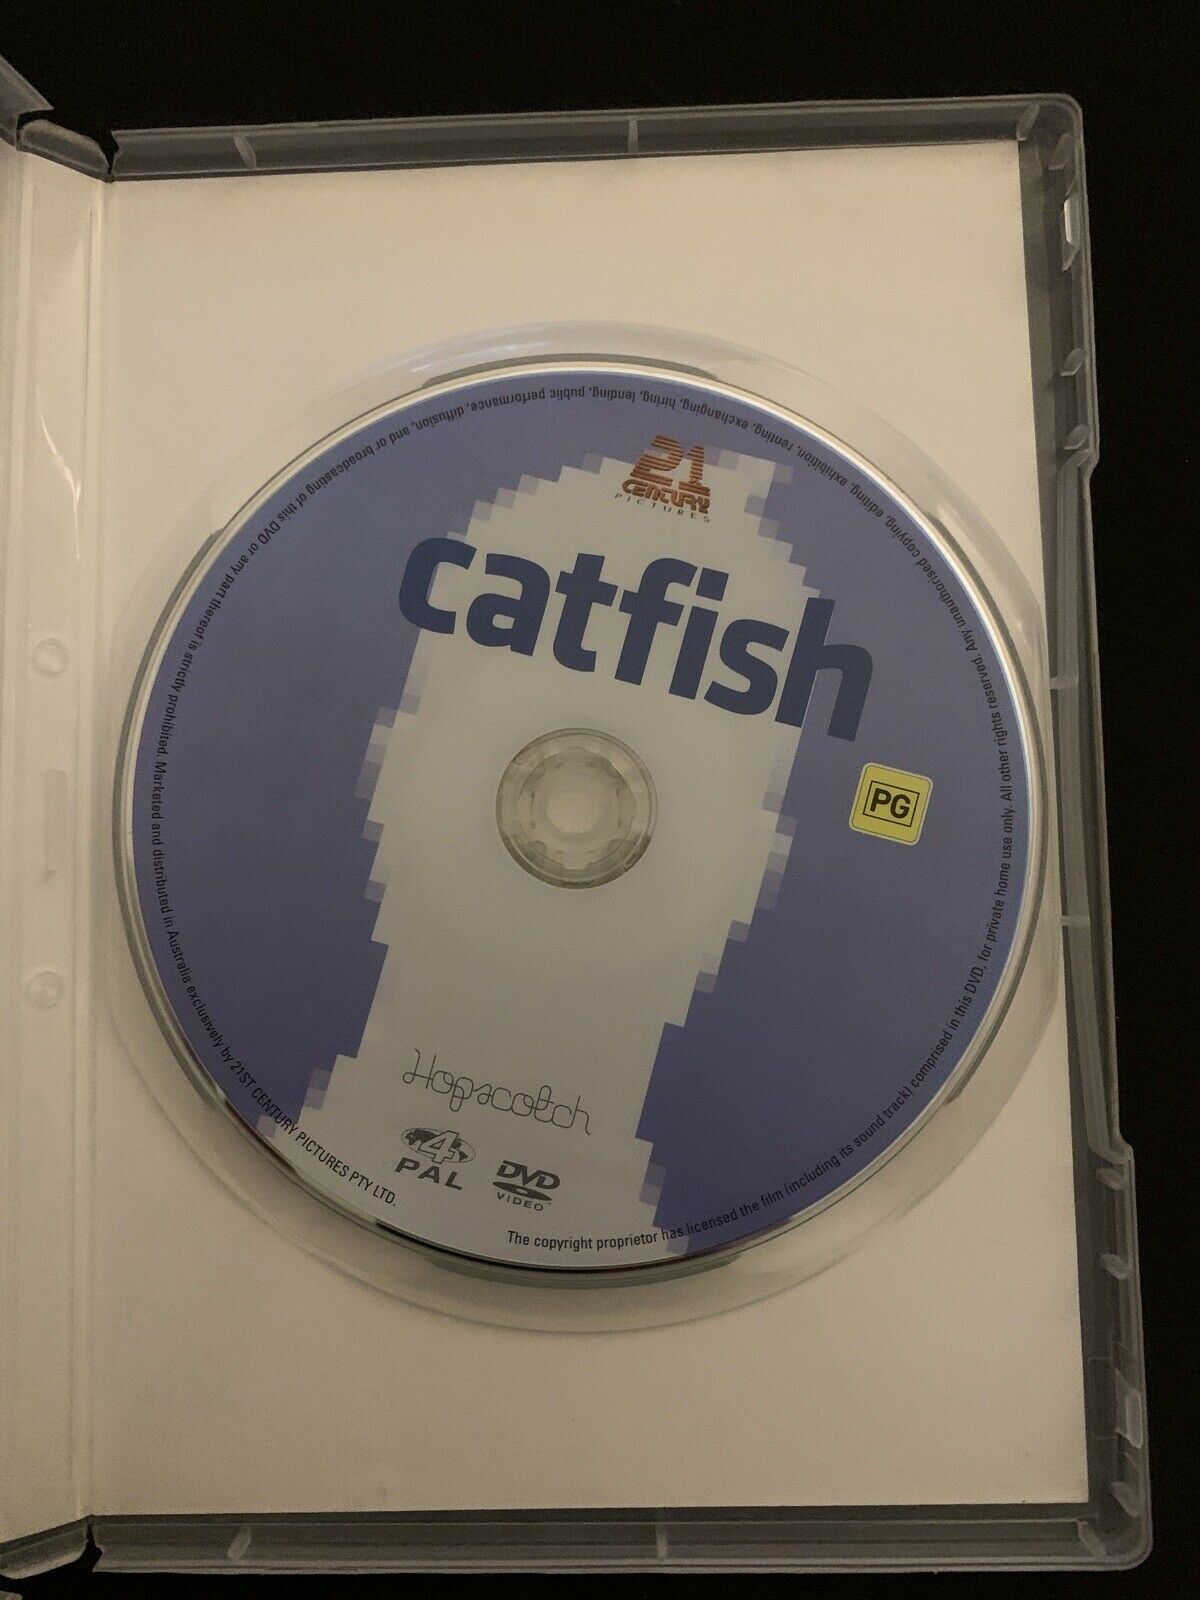 21
CENTURY
PICTURES
catfish
PG
Hopscotch
4
PAL
DVD
VIDEO
The copyright proprietor has licensed the film (including its sound track) comprised in this DVD, for private home use only. All other rights reserved. Any unauthorised copying, editing, exhibition, renting, exchanging, hiring, lending, public performance, diffusion, and or broadcasting of this DVD or any part thereof is strictly prohibited. Marketed and distributed in Australia exclusively by 21ST CENTURY PICTURES PTY LTD.